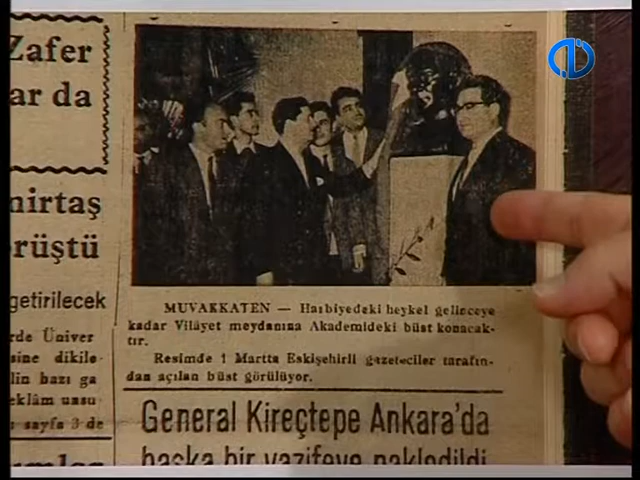 Zafer
ar da
mirtaş
örüştü
getirilecek
rde Üniver
sine dikile-
lin bazı ga
eklâm unsu-
sayfa 3 de
MUVAKKATEN — Harbiyedeki heykel gelinceye
kadar Vilâyet meydanına Akademideki büst konacak-
tır.
Resimde 1 Martta Eskişehirli gazeteciler tarafın-
dan açılan büst görülüyor.
General Kireçtepe Ankara'da
başka bir vazifeye nakledildi